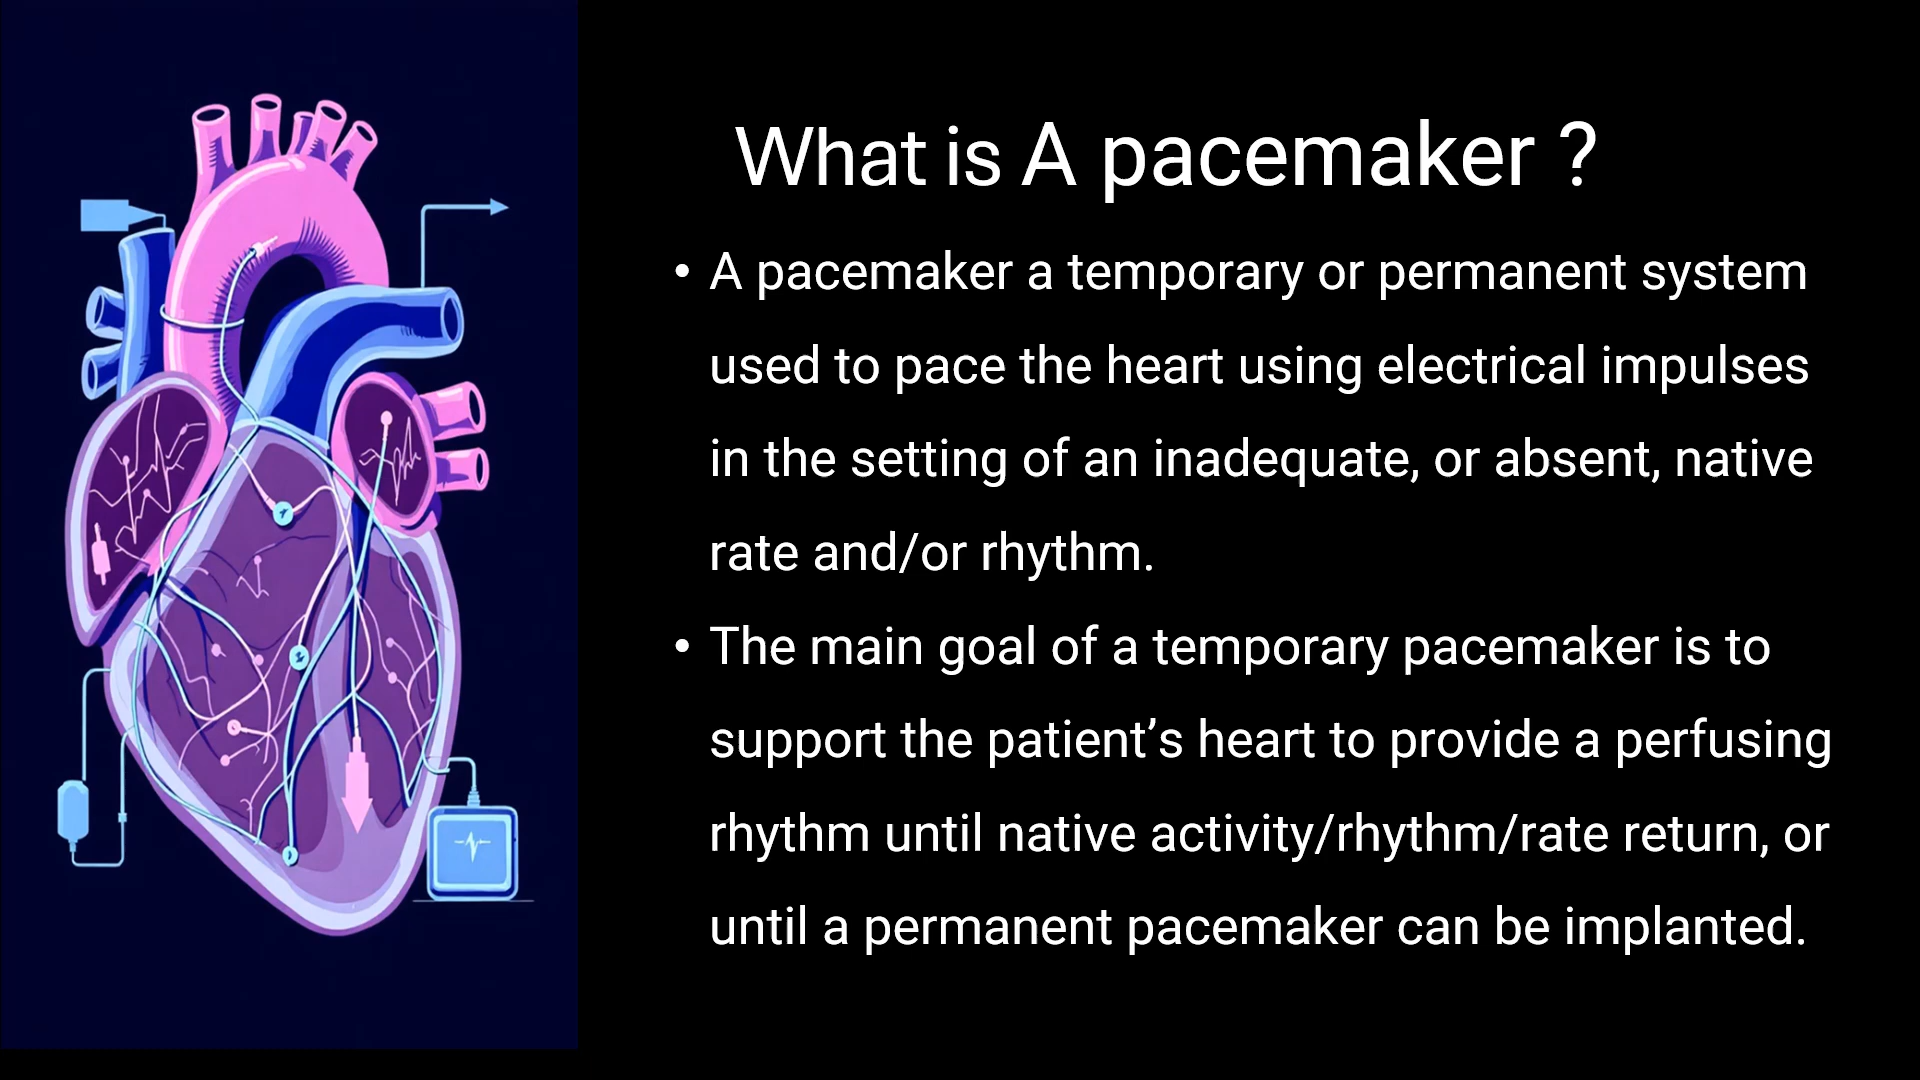 What is A pacemaker ?
• A pacemaker a temporary or permanent system
used to pace the heart using electrical impulses
in the setting of an inadequate, or absent, native
rate and/or rhythm.
• The main goal of a temporary pacemaker is to
support the patient’s heart to provide a perfusing
rhythm until native activity/rhythm/rate return, or
until a permanent pacemaker can be implanted.